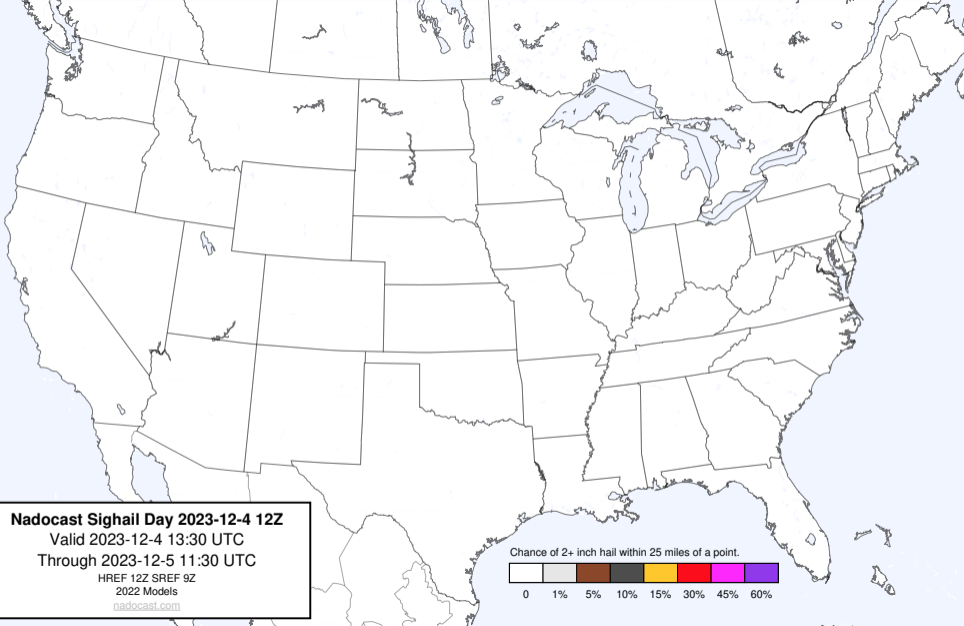 Nadocast Sighail Day 2023-12-4 12Z
Valid 2023-12-4 13:30 UTC
Through 2023-12-5 11:30 UTC
HREF 12Z SREF 9Z
2022 Models
nadocast.com
Chance of 2+ inch hail within 25 miles of a point.
0 1% 5% 10% 15% 30% 45% 60%